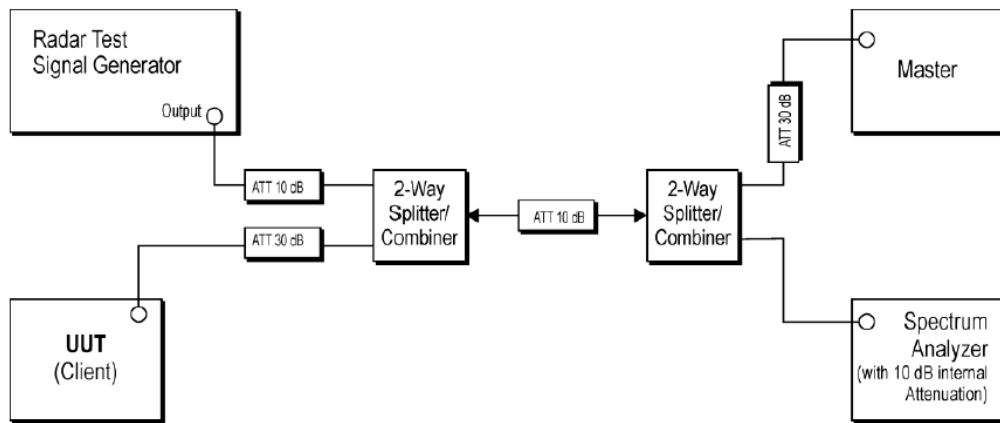 Radar Test
Signal Generator
Output
Master
ATT 30 dB
ATT 10 dB
2-Way
Splitter/
Combiner
ATT 10 dB
2-Way
Splitter/
Combiner
ATT 30 dB
UUT
(Client)
Spectrum
Analyzer
(with 10 dB internal
Attenuation)